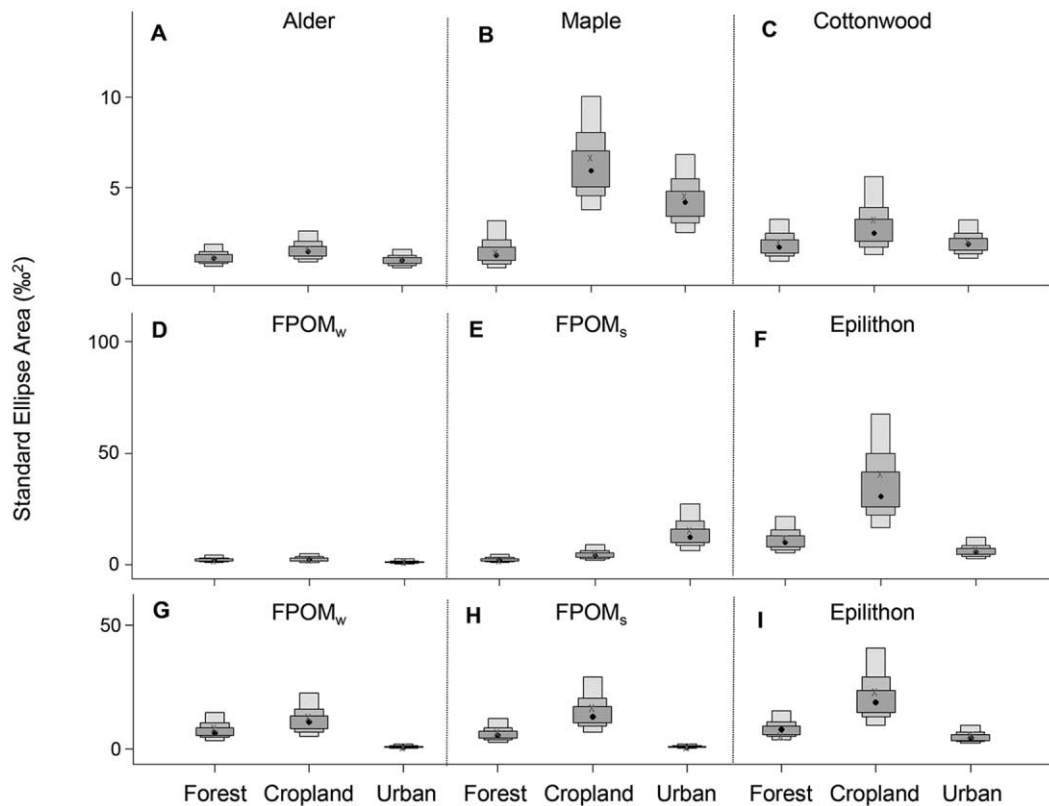 A Alder B Maple C Cottonwood
10
5
0
Standard Ellipse Area (‰²)
D FPOMw E FPOMs F Epilithon
100
50
0
G FPOMw H FPOMs I Epilithon
50
0
Forest Cropland Urban Forest Cropland Urban Forest Cropland Urban